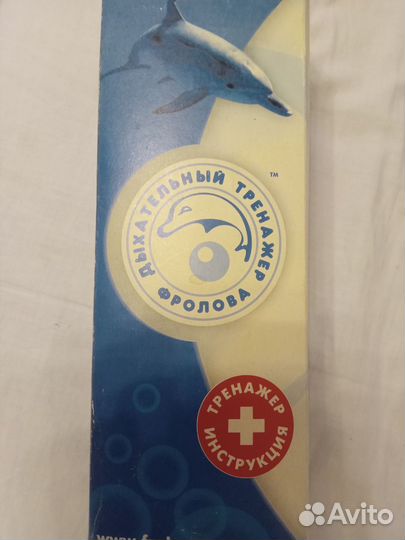 ДЫХАТЕЛЬНЫЙ ТРЕНАЖЕР
ФРОЛОВА
™
ТРЕНАЖЕР
ИНСТРУКЦИЯ
Avito